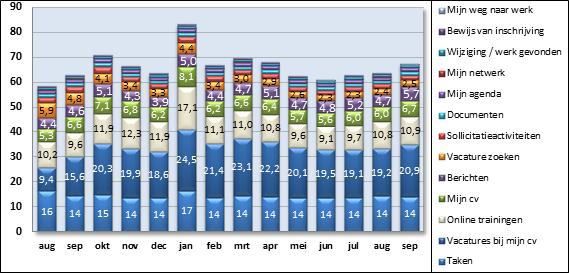 90
80
70
60
50
40
30
20
10
0
5,9 4,8 4,1 3,4 3,3 4,4 3,4 3,0 2,9 2,6 2,3 2,3 2,4 2,5
4,4 4,6 5,1 4,3 3,9 5,0 4,4 4,7 5,1 4,7 4,8 5,2 4,7 5,7
5,3 6,6 7,1 6,8 6,2 8,1 6,2 6,6 6,4 5,7 5,6 6,0 6,2 6,7
10,2 9,6 11,9 12,3 11,9 17,1 11,1 11,0 10,8 9,6 9,1 9,7 10,8 10,9
9,4 15,6 20,3 19,9 18,6 24,5 21,4 23,1 22,2 20,1 19,5 19,1 19,2 20,9
16 14 15 14 14 17 14 14 14 14 14 14 14 14
aug sep okt nov dec jan feb mrt apr mei jun jul aug sep
Mijn weg naar werk
Bewijs van inschrijving
Wijziging / werk gevonden
Mijn netwerk
Mijn agenda
Documenten
Sollicitatieactiviteiten
Vacature zoeken
Berichten
Mijn cv
Online trainingen
Vacatures bij mijn cv
Taken